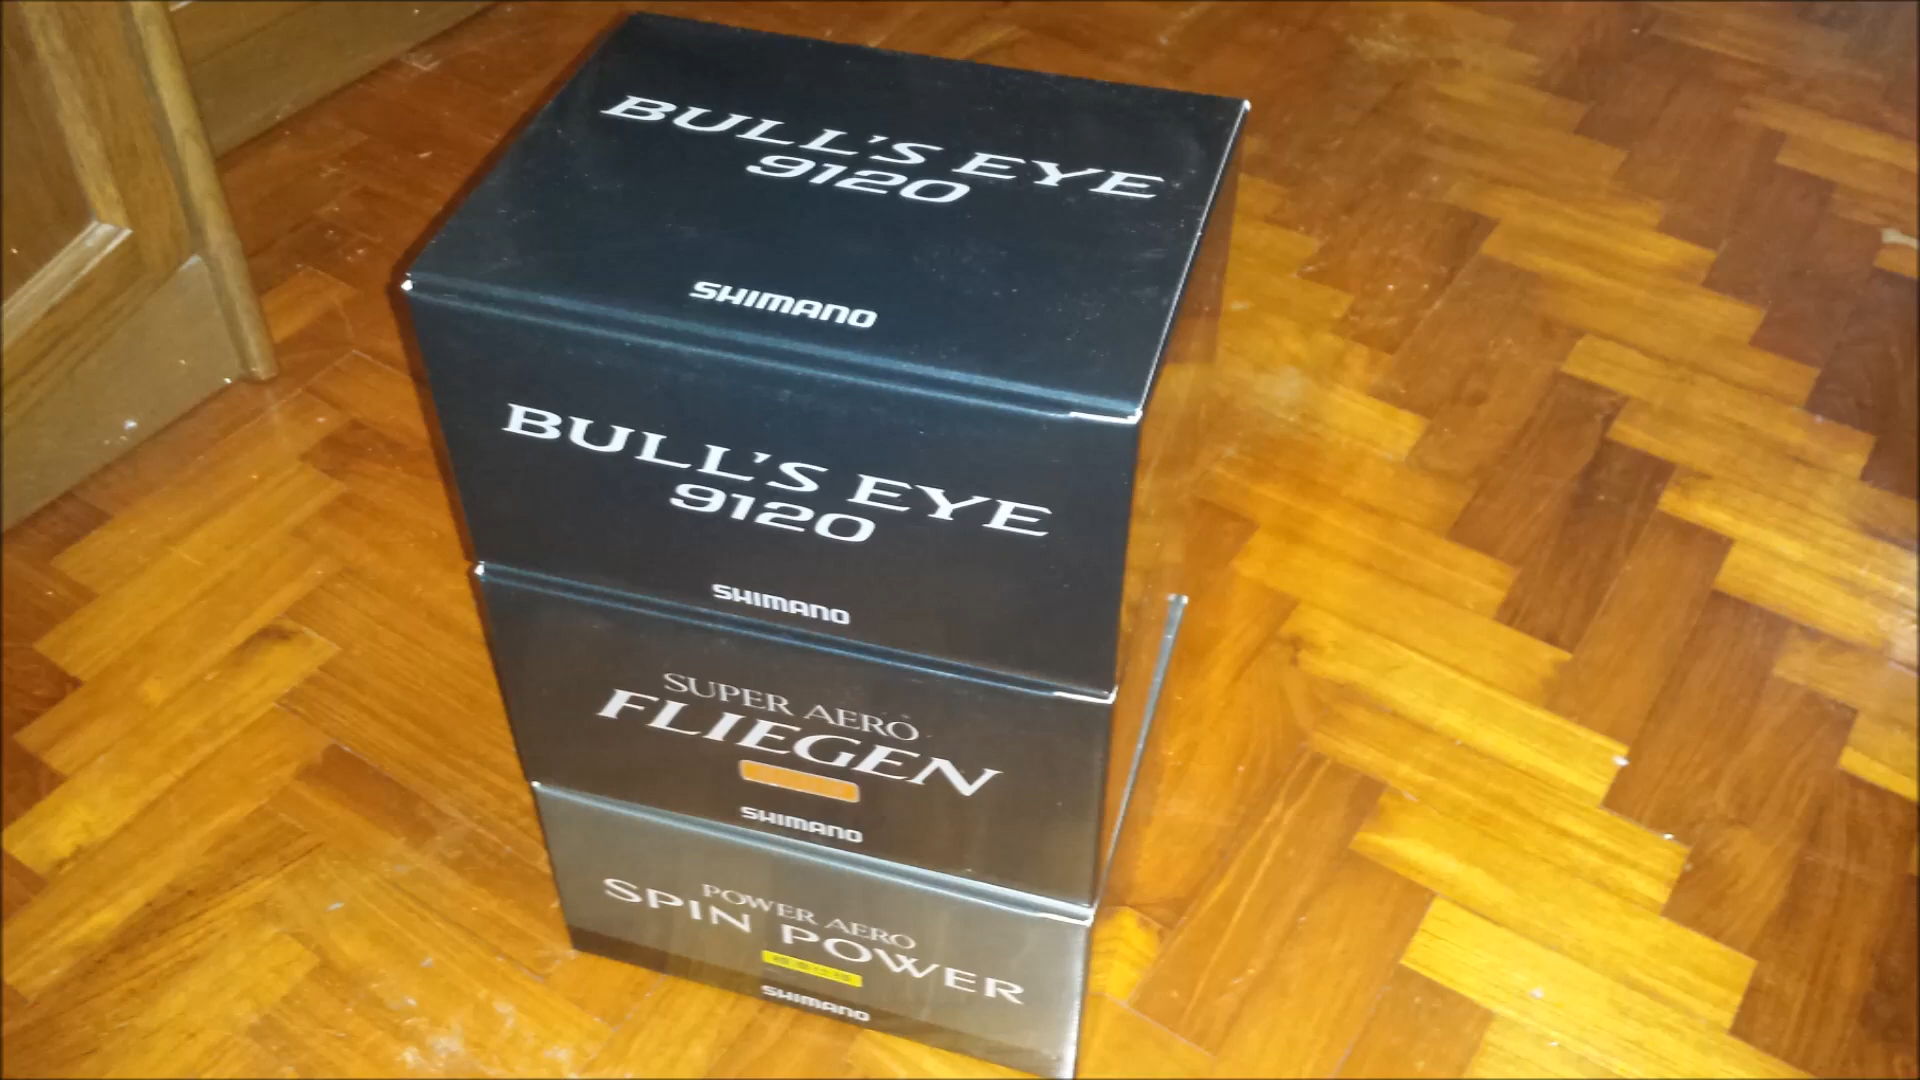 BULL'S EYE
9120
SHIMANO
BULL'S EYE
9120
SHIMANO
SUPER AERO
FLIEGEN
SHIMANO
POWER AERO
SPIN POWER
SHIMANO